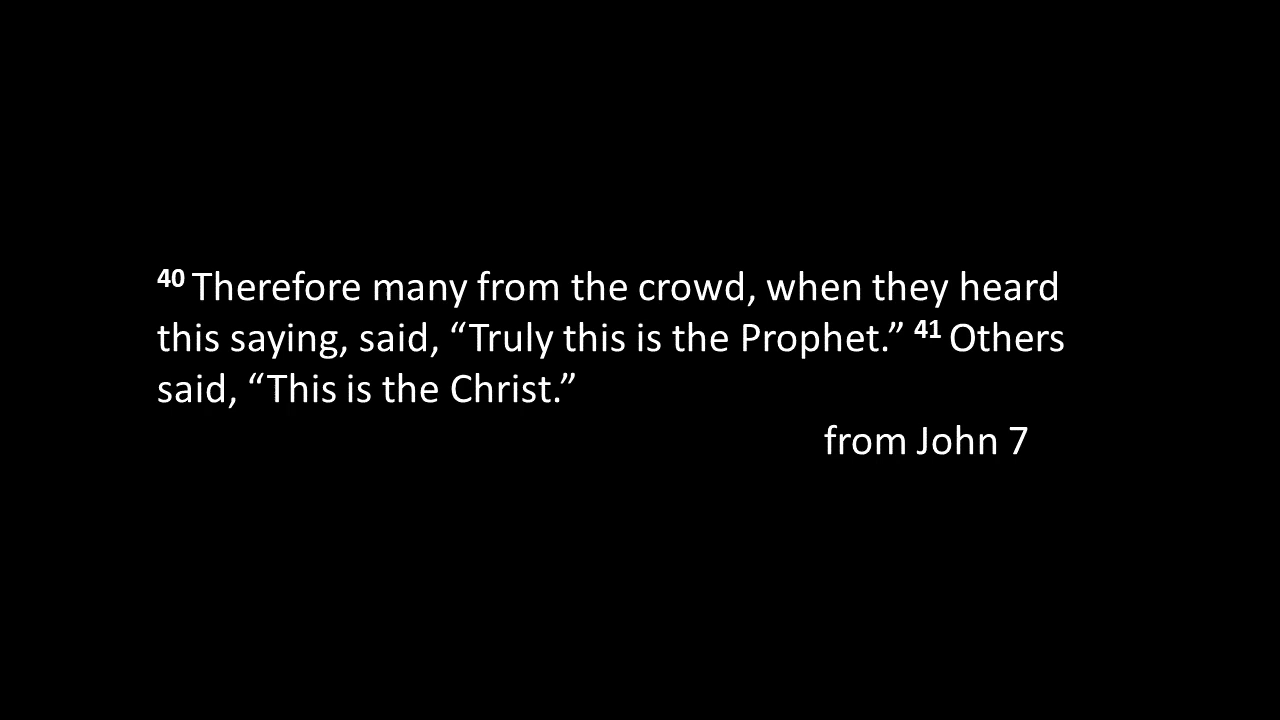 40 Therefore many from the crowd, when they heard
this saying, said, “Truly this is the Prophet.” 41 Others
said, “This is the Christ.”
from John 7